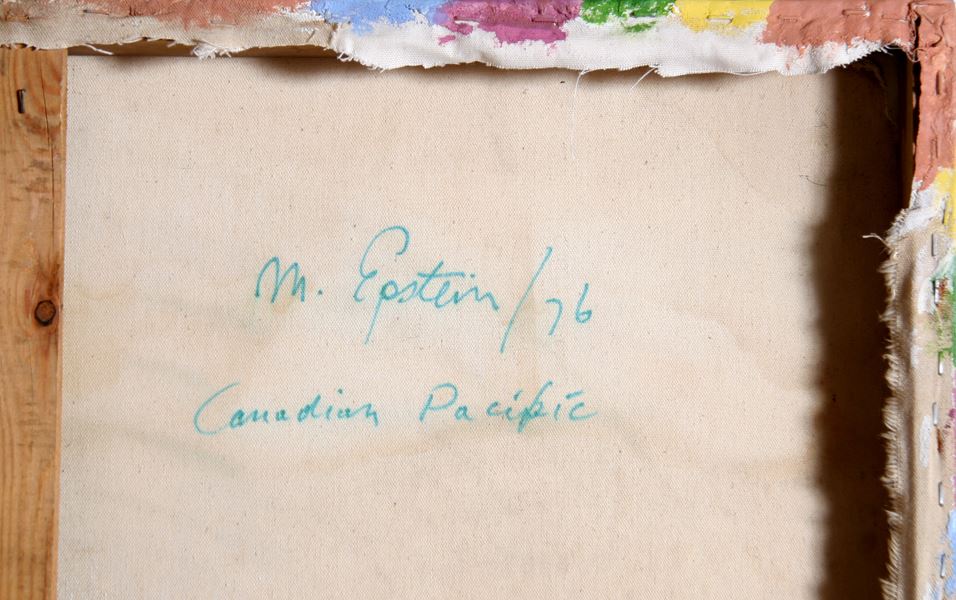 M. Epstein/76
Canadian Pacific